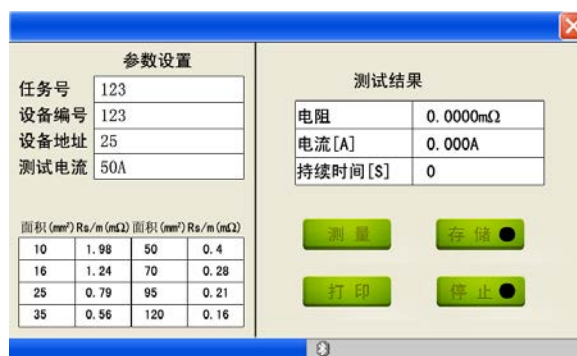 参数设置
任务号 123
设备编号 123
设备地址 25
测试电流 50A
面积(mm²) Rs/m(mΩ) 面积(mm²) Rs/m(mΩ)
10 1.98 50 0.4
16 1.24 70 0.28
25 0.79 95 0.21
35 0.56 120 0.16
测试结果
电阻 0.0000mΩ
电流[A] 0.000A
持续时间[S] 0
测量 存储
打印 停止